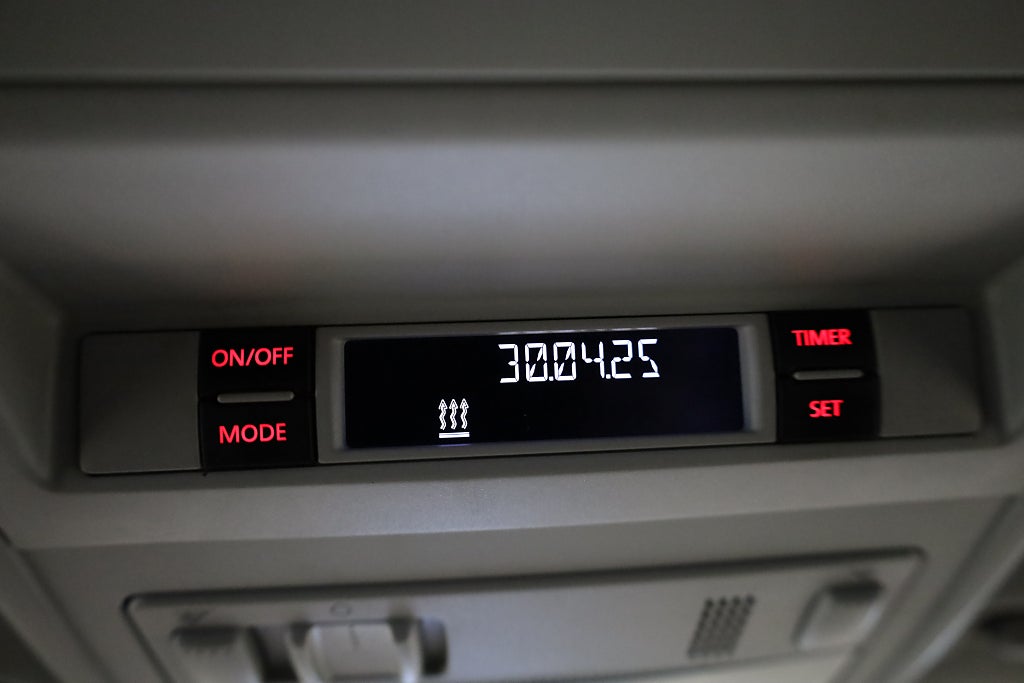 ON/OFF
MODE
30.04.25
TIMER
SET